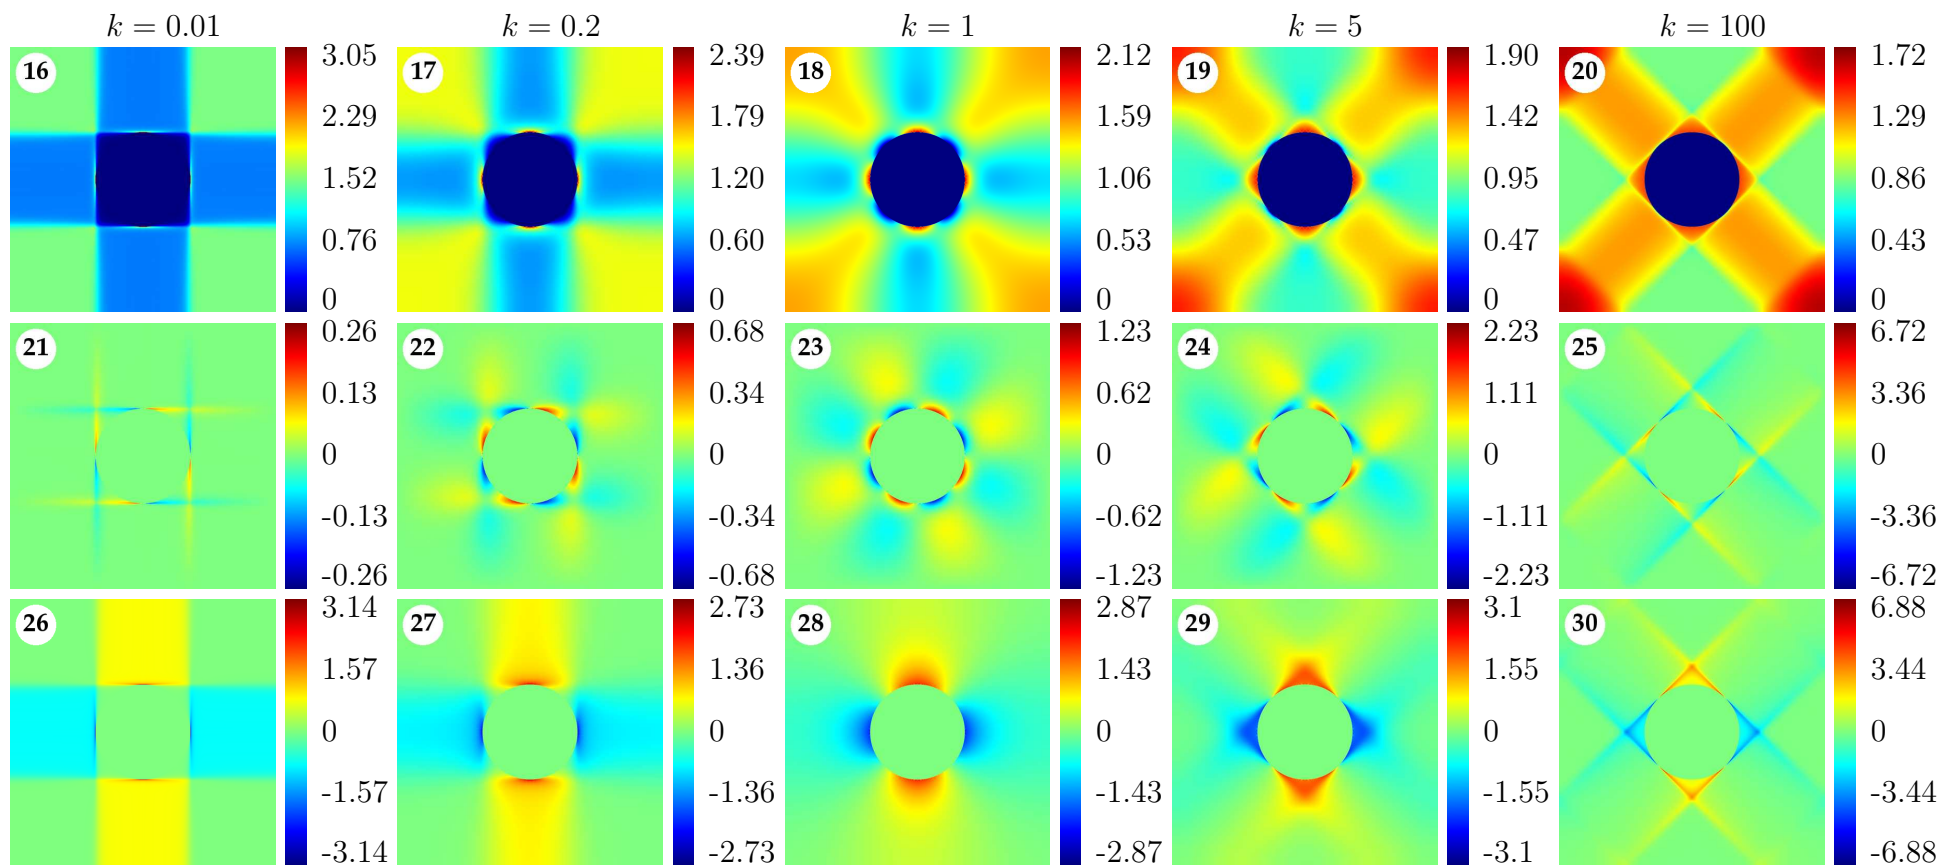 k = 0.01 k = 0.2 k = 1 k = 5 k = 100
16 3.05 17 2.39 18 2.12 19 1.90 20 1.72
2.29 1.79 1.59 1.42 1.29
1.52 1.20 1.06 0.95 0.86
0.76 0.60 0.53 0.47 0.43
0 0 0 0 0
21 0.26 22 0.68 23 1.23 24 2.23 25 6.72
0.13 0.34 0.62 1.11 3.36
0 0 0 0 0
-0.13 -0.34 -0.62 -1.11 -3.36
-0.26 -0.68 -1.23 -2.23 -6.72
26 3.14 27 2.73 28 2.87 29 3.1 30 6.88
1.57 1.36 1.43 1.55 3.44
0 0 0 0 0
-1.57 -1.36 -1.43 -1.55 -3.44
-3.14 -2.73 -2.87 -3.1 -6.88